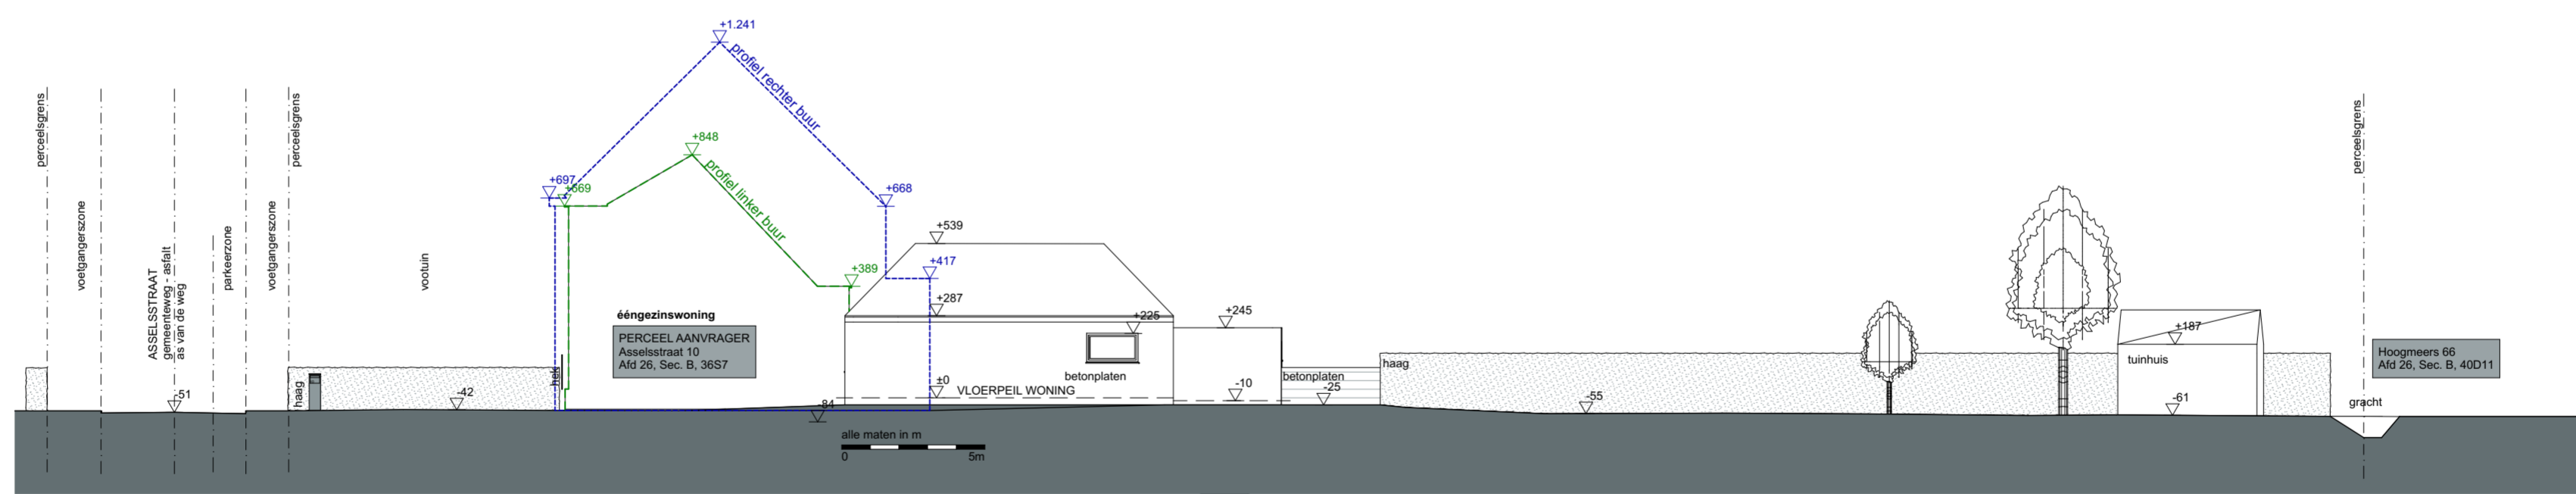 perceelsgrens
voetgangerszone
ASSELSSTRAAT
gemeenteweg - asfalt
as van de weg
-51
parkeerzone
voetgangerszone
perceelsgrens
haag
vootuin
-42
hek
+697
+669
+1.241
profiel rechter buur
+848
profiel linker buur
ééngezinswoning
PERCEEL AANVRAGER
Asselsstraat 10
Afd 26, Sec. B, 36S7
+389
+668
+539
+417
+287
+225
+245
±0
VLOERPEIL WONING
betonplaten
-84
-10
betonplaten
-25
haag
alle maten in m
0 5m
-55
+187
tuinhuis
-61
perceelsgrens
gracht
Hoogmeers 66
Afd 26, Sec. B, 40D11